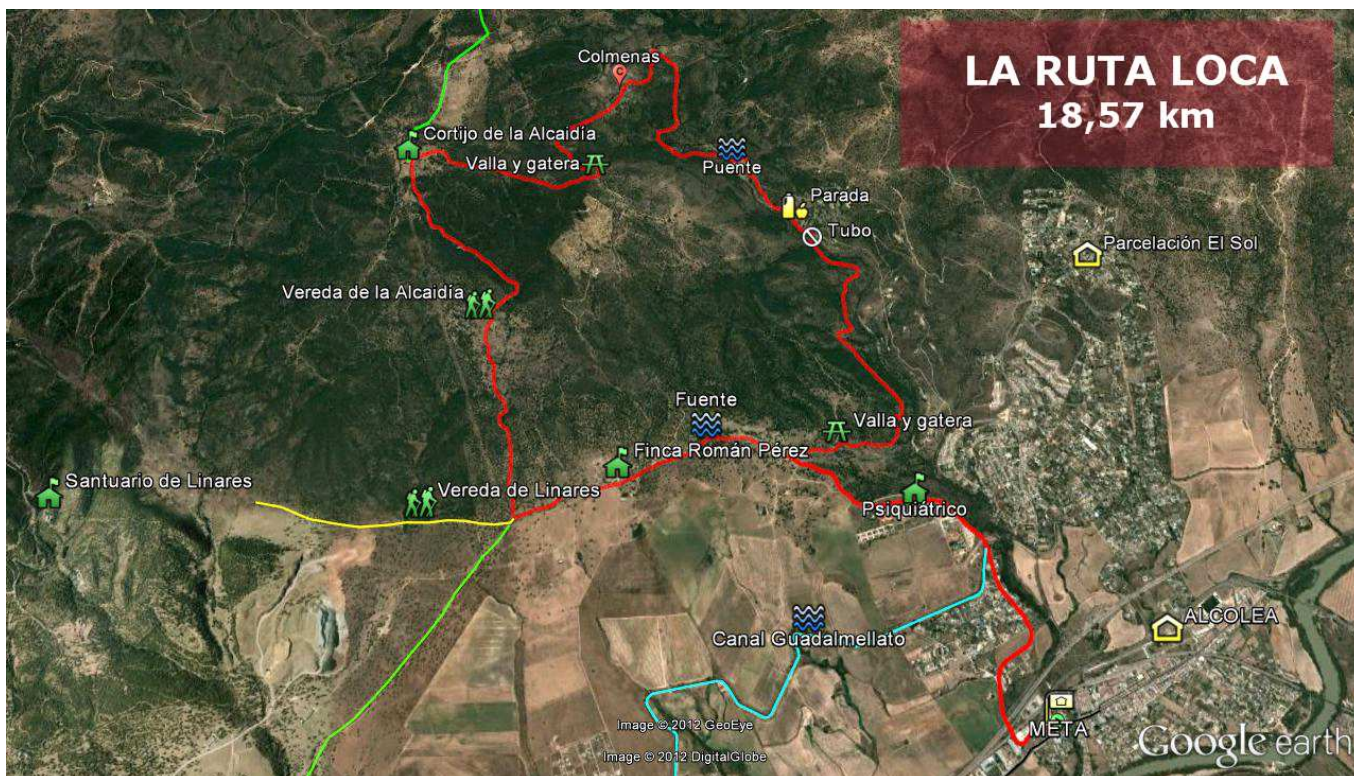 LA RUTA LOCA
18,57 km
Colmenas
Cortijo de la Alcaidía
Valla y gatera
Puente
Parada
Tubo
Parcelación El Sol
Vereda de la Alcaidía
Fuente
Valla y gatera
Finca Román Pérez
Santuario de Linares
Vereda de Linares
Psiquiátrico
Canal Guadalmellato
ALCOLEA
META
Image © 2012 GeoEye
Image © 2012 DigitalGlobe
Google earth